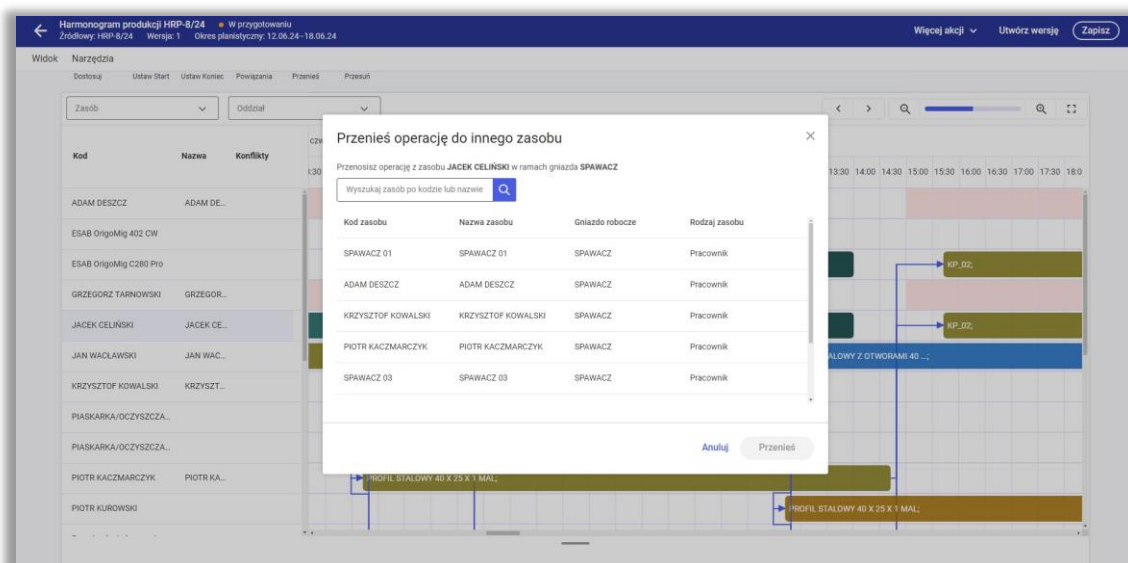 Harmonogram produkcji HRP-8/24 W przygotowaniu
Źródłowy: HRP-8/24 Wersja: 1 Okres planistyczny: 12.06.24–18.06.24
Więcej akcji Utwórz wersję Zapisz
Widok Narzędzia
Dostosuj Ustaw Start Ustaw Koniec Powiązania Przenieś Przesuń
Zasób Oddział
Kod Nazwa Konflikty
13:30 14:00 14:30 15:00 15:30 16:00 16:30 17:00 17:30 18:0
Przenieś operację do innego zasobu
Przenosisz operację z zasobu JACEK CELIŃSKI w ramach gniazda SPAWACZ
Wyszukaj zasób po kodzie lub nazwie
Kod zasobu Nazwa zasobu Gniazdo robocze Rodzaj zasobu
SPAWACZ 01 SPAWACZ 01 SPAWACZ Pracownik
ADAM DESZCZ ADAM DESZCZ SPAWACZ Pracownik
KRZYSZTOF KOWALSKI KRZYSZTOF KOWALSKI SPAWACZ Pracownik
PIOTR KACZMARCZYK PIOTR KACZMARCZYK SPAWACZ Pracownik
SPAWACZ 03 SPAWACZ 03 SPAWACZ Pracownik
Anuluj Przenieś
ADAM DESZCZ ADAM DE...
ESAB OrigoMig 402 CW
ESAB OrigoMig C280 Pro KP_02;
GRZEGORZ TARNOWSKI GRZEGOR...
JACEK CELIŃSKI JACEK CE... KP_02;
JAN WACŁAWSKI JAN WAC... ALOWY Z OTWORAMI 40 ...;
KRZYSZTOF KOWALSKI KRZYSZT...
PIASKARKA/OCZYSZCZA...
PIASKARKA/OCZYSZCZA...
PIOTR KACZMARCZYK PIOTR KA... PROFIL STALOWY 40 X 25 X 1 MAL;
PIOTR KUROWSKI PROFIL STALOWY 40 X 25 X 1 MAL;